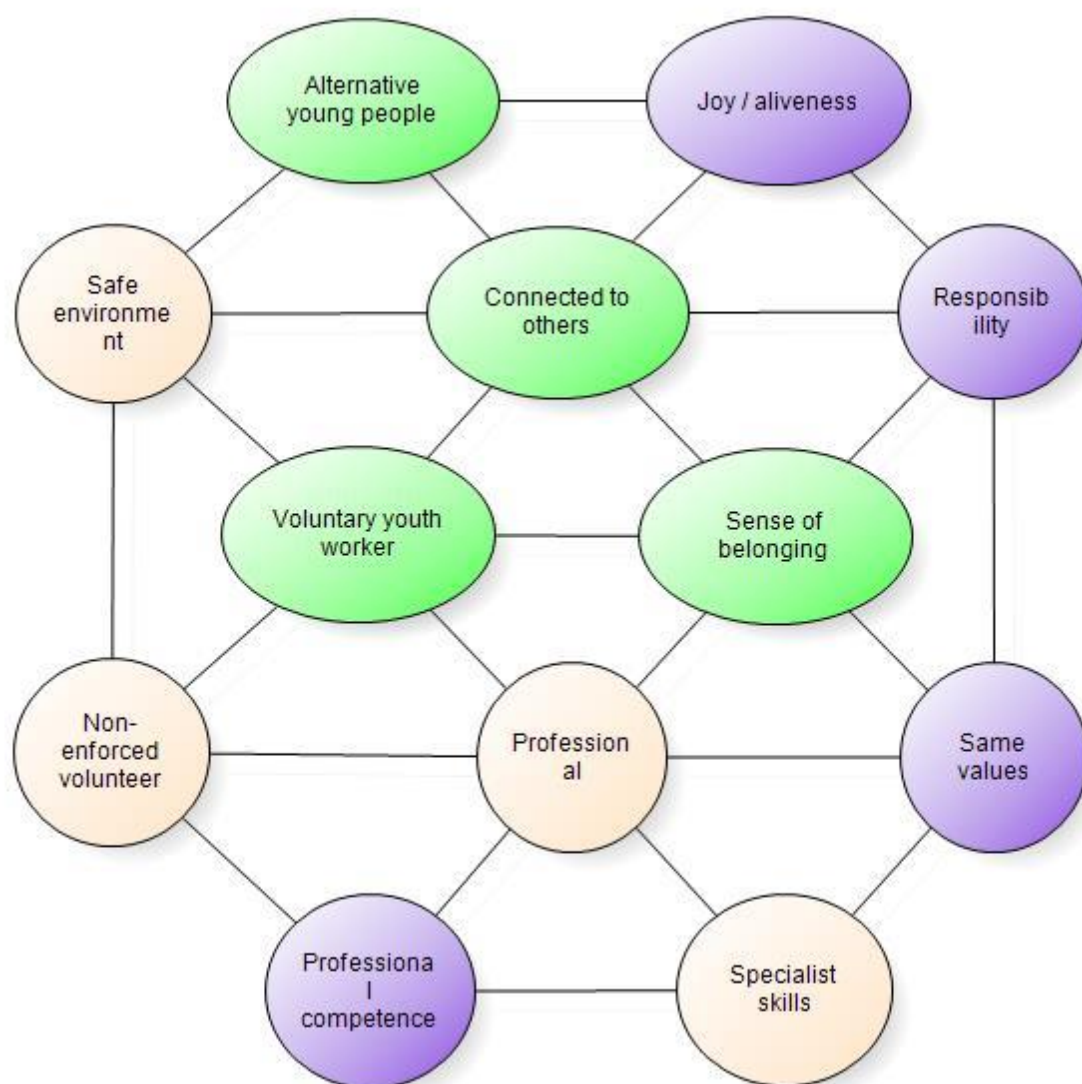 Alternative
young people
Joy / aliveness
Safe
environme
nt
Connected to
others
Responsib
ility
Voluntary youth
worker
Sense of
belonging
Non-
enforced
volunteer
Profession
al
Same
values
Professiona
l
competence
Specialist
skills